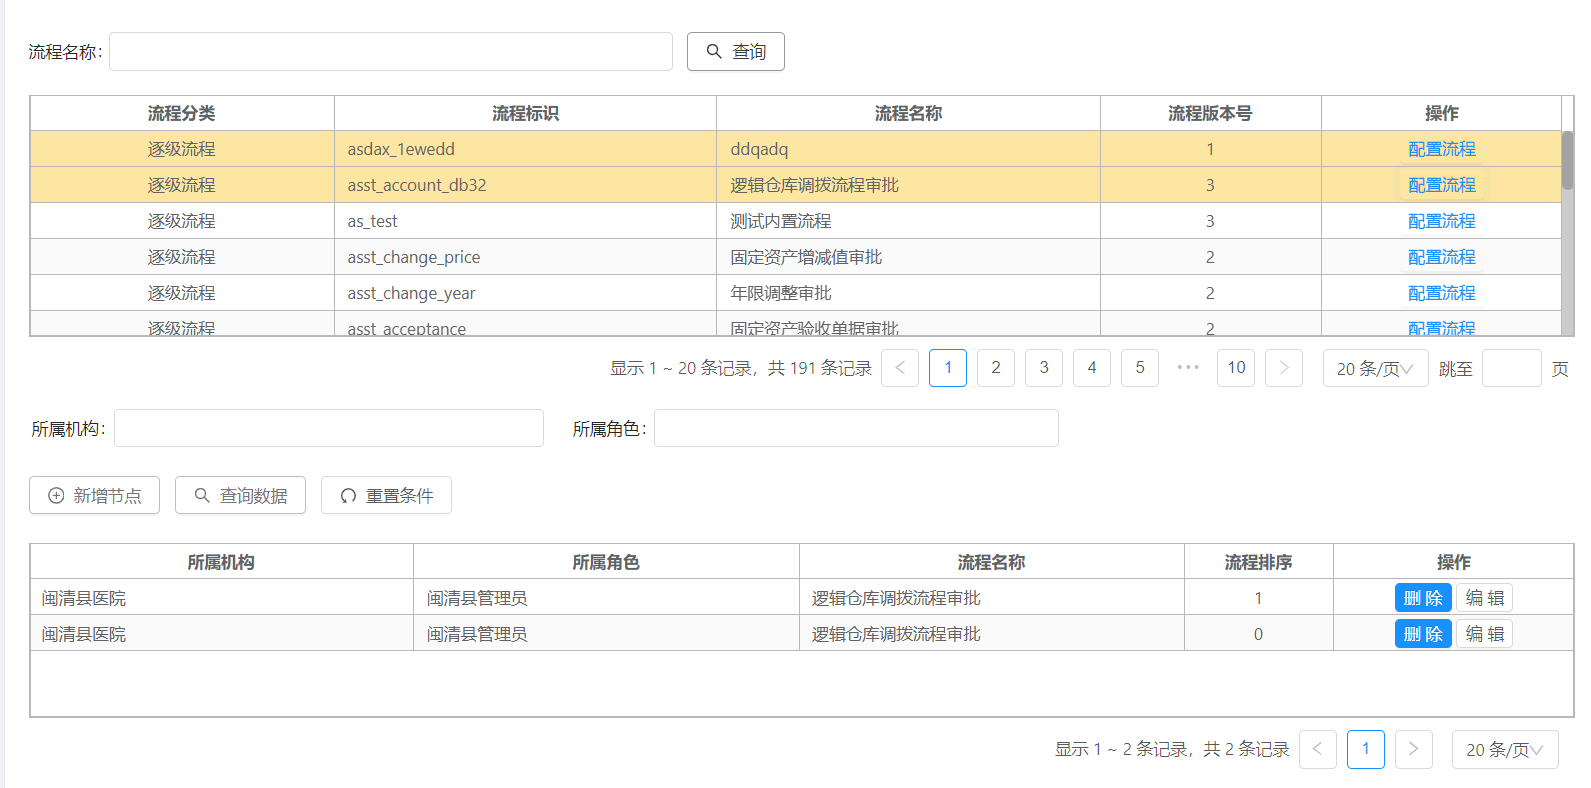 流程名称: 查询
流程分类 流程标识 流程名称 流程版本号 操作
逐级流程 asdax_1ewedd ddqadq 1 配置流程
逐级流程 asst_account_db32 逻辑仓库调拨流程审批 3 配置流程
逐级流程 as_test 测试内置流程 3 配置流程
逐级流程 asst_change_price 固定资产增减值审批 2 配置流程
逐级流程 asst_change_year 年限调整审批 2 配置流程
逐级流程 asst_acceptance 固定资产验收单据审批 2 配置流程
显示 1 ~ 20 条记录，共 191 条记录 < 1 2 3 4 5 ••• 10 > 20 条/页 跳至 页
所属机构: 所属角色:
新增节点 查询数据 重置条件
所属机构 所属角色 流程名称 流程排序 操作
闽清县医院 闽清县管理员 逻辑仓库调拨流程审批 1 删 除 编 辑
闽清县医院 闽清县管理员 逻辑仓库调拨流程审批 0 删 除 编 辑
显示 1 ~ 2 条记录，共 2 条记录 < 1 > 20 条/页